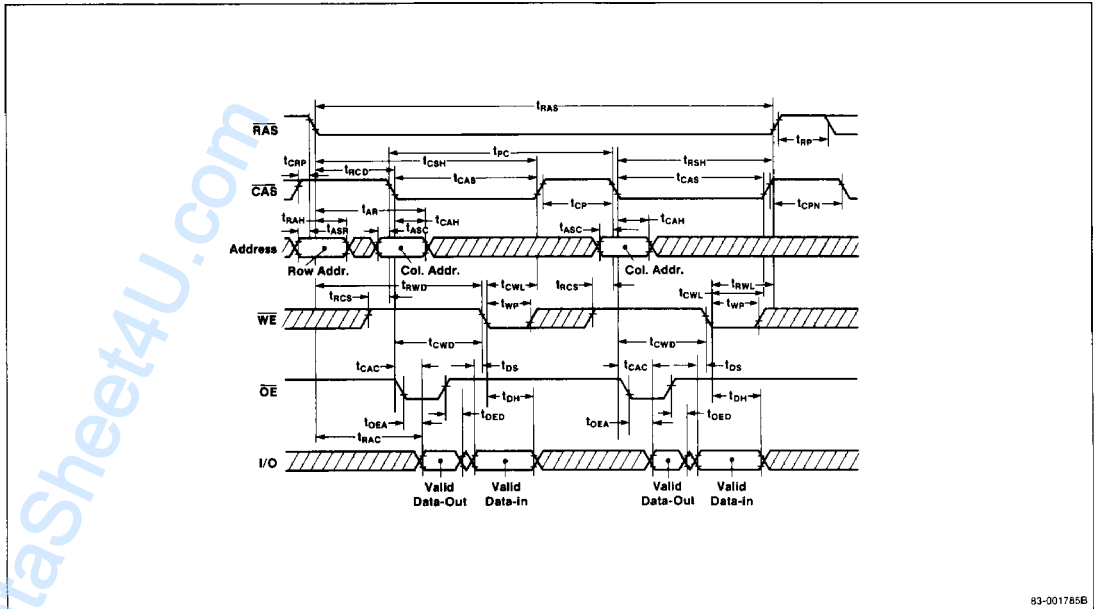 tRAS
RAS
tRP
tCRP
tPC
tCSH
tRSH
tRCD
tCAS
tCAS
CAS
tCP
tCPN
tAR
tRAH
tCAH
tCAH
tASR
tASC
tASC
Address
Row Addr.
Col. Addr.
Col. Addr.
tRWD
tCWL
tRCS
tRWL
tRCS
tCWL
tWP
tWP
WE
tCWD
tCWD
tCAC
tDS
tCAC
tDS
OE
tDH
tDH
tOEA
tOED
tOEA
tOED
tRAC
I/O
Valid Data-Out
Valid Data-in
Valid Data-Out
Valid Data-in
83-001785B
taSheet4U.com